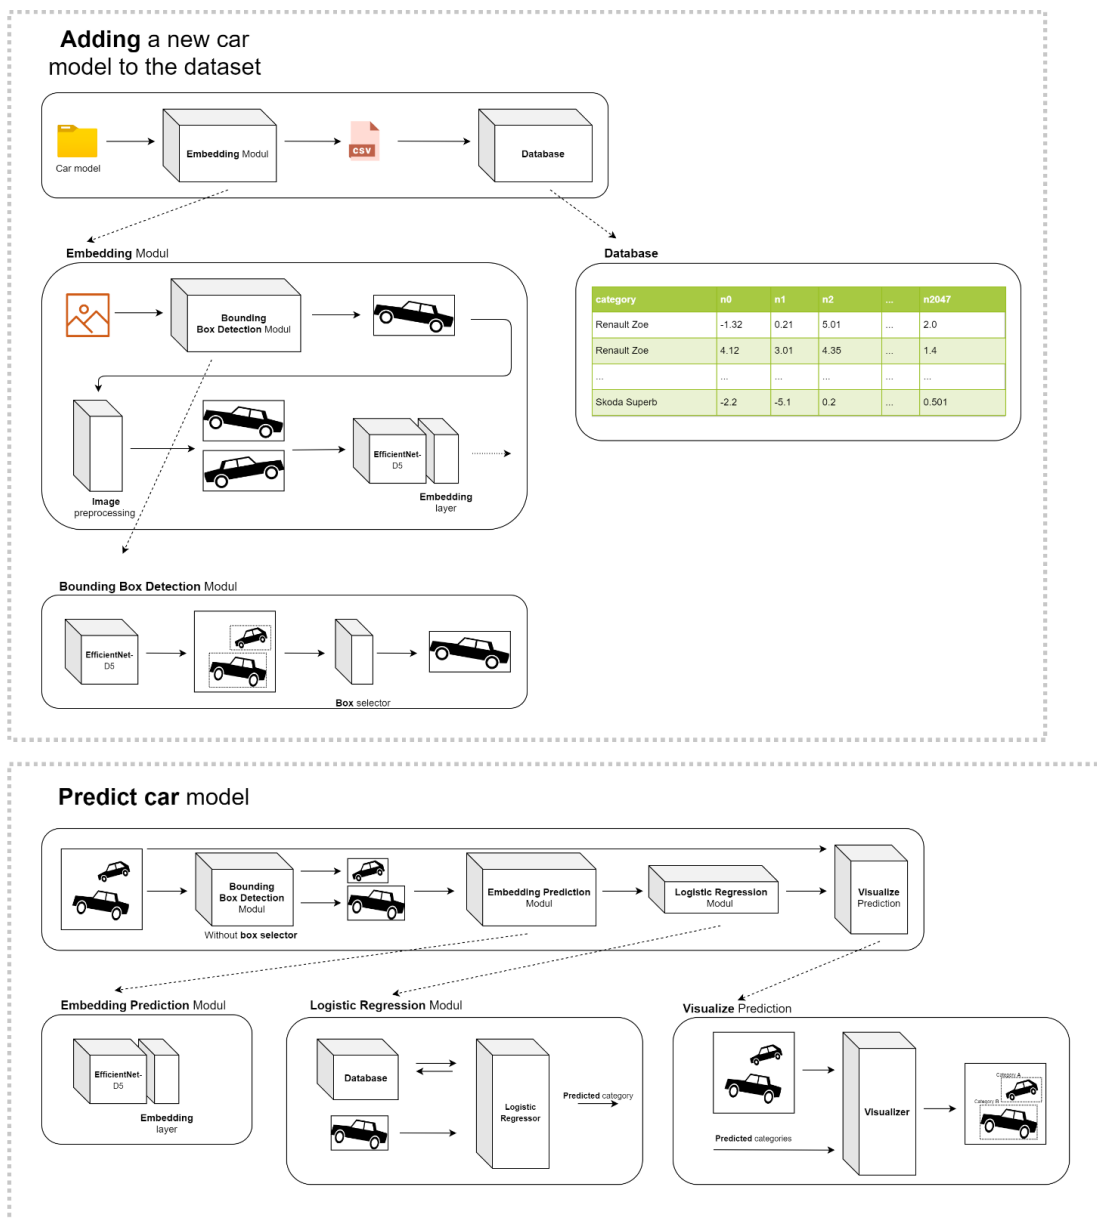 Adding a new car
model to the dataset
Car model
Embedding Modul
CSV
Database
Embedding Modul
Database
Bounding
Box Detection Modul
category n0 n1 n2 ... n2047
Renault Zoe -1.32 0.21 5.01 ... 2.0
Renault Zoe 4.12 3.01 4.35 ... 1.4
... ... ... ... ... ...
Skoda Superb -2.2 -5.1 0.2 ... 0.501
Image
preprocessing
EfficientNet-
D5
Embedding
layer
Bounding Box Detection Modul
EfficientNet-
D5
Box selector
Predict car model
Bounding
Box Detection
Modul
Without box selector
Embedding Prediction
Modul
Logistic Regression
Modul
Visualize
Prediction
Embedding Prediction Modul
EfficientNet-
D5
Embedding
layer
Logistic Regression Modul
Database
Logistic
Regressor
Predicted category
Visualize Prediction
Predicted categories
Visualizer
Category A
Category B